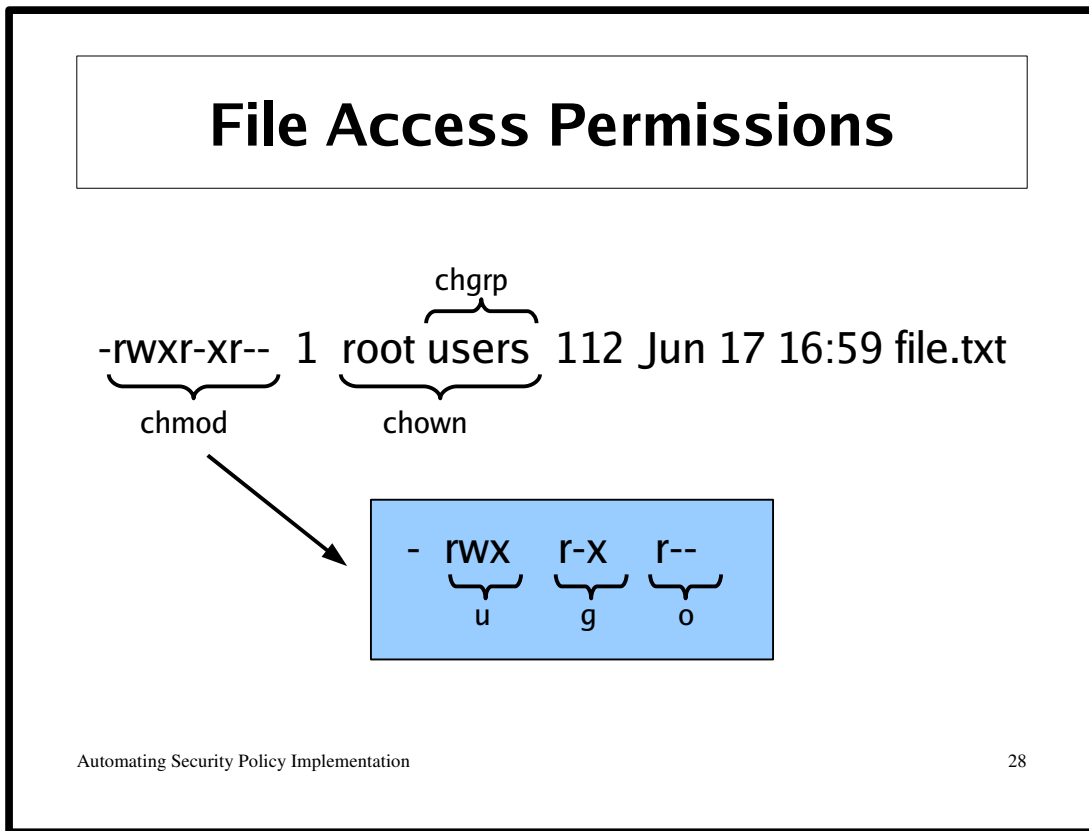 File Access Permissions
chgrp
-rwxr-xr-- 1 root users 112 Jun 17 16:59 file.txt
chmod chown
- rwx r-x r--
u g o
Automating Security Policy Implementation 28